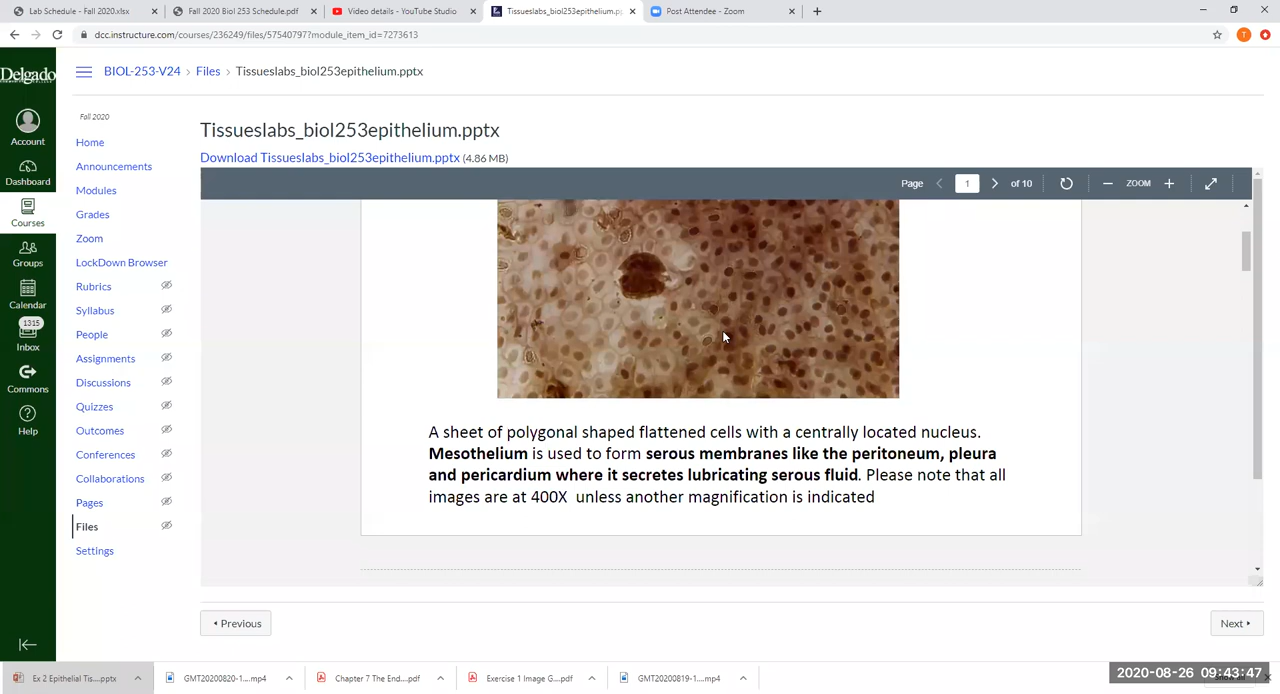 Lab Schedule - Fall 2020.xlsx
Fall 2020 Biol 253 Schedule.pdf
Video details - YouTube Studio
Tissueslabs_biol253epithelium.pp
Post Attendee - Zoom
dcc.instructure.com/courses/236249/files/57540797?module_item_id=7273613
T
Delgado
BIOL-253-V24 › Files › Tissueslabs_biol253epithelium.pptx
Account
Dashboard
Courses
Groups
Calendar
1315
Inbox
Commons
Help
Fall 2020
Home
Announcements
Modules
Grades
Zoom
LockDown Browser
Rubrics
Syllabus
People
Assignments
Discussions
Quizzes
Outcomes
Conferences
Collaborations
Pages
Files
Settings
Tissueslabs_biol253epithelium.pptx
Download Tissueslabs_biol253epithelium.pptx (4.86 MB)
Page 1 of 10 ZOOM
A sheet of polygonal shaped flattened cells with a centrally located nucleus.
Mesothelium is used to form serous membranes like the peritoneum, pleura
and pericardium where it secretes lubricating serous fluid. Please note that all
images are at 400X unless another magnification is indicated
Previous
Next
Ex 2 Epithelial Tis....pptx
GMT20200820-1....mp4
Chapter 7 The End....pdf
Exercise 1 Image G....pdf
GMT20200819-1....mp4
2020-08-26 09:43:47